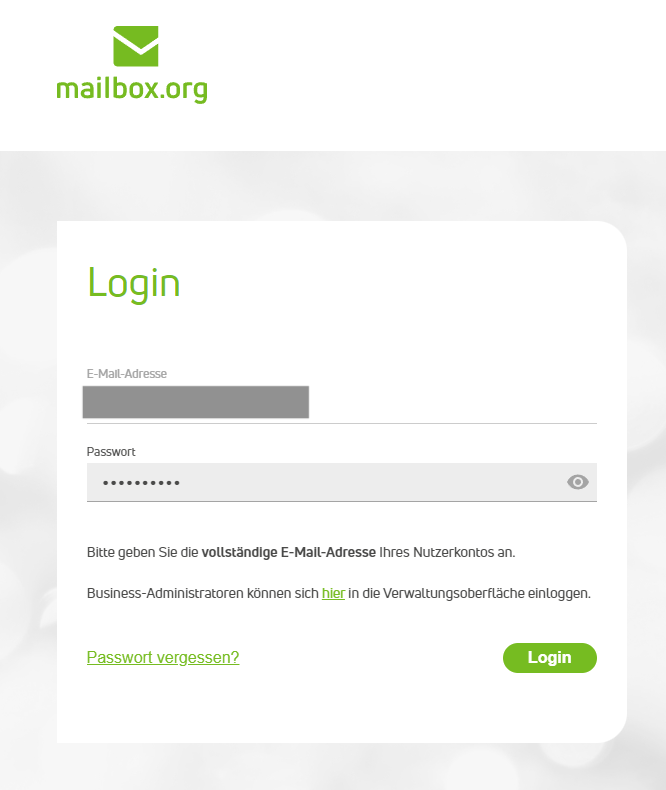 mailbox.org
Login
E-Mail-Adresse
Passwort
••••••••••
Bitte geben Sie die vollständige E-Mail-Adresse Ihres Nutzerkontos an.
Business-Administratoren können sich hier in die Verwaltungsoberfläche einloggen.
Passwort vergessen?
Login